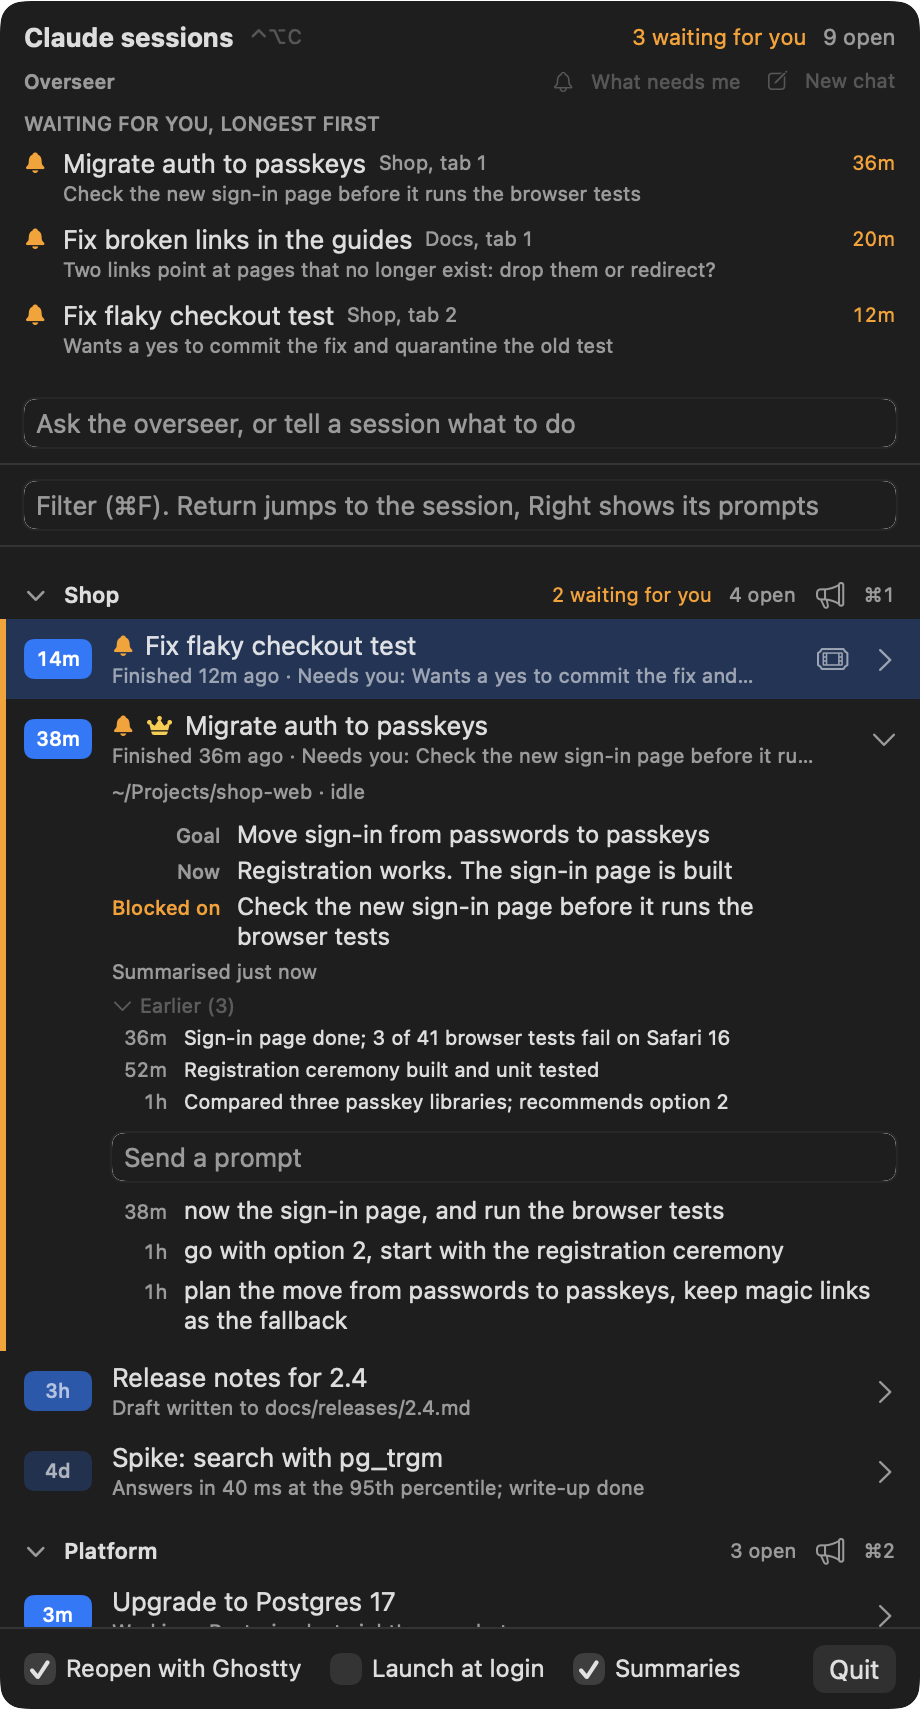 Claude sessions ⌃⌥C 3 waiting for you 9 open
Overseer What needs me New chat
WAITING FOR YOU, LONGEST FIRST
Migrate auth to passkeys Shop, tab 1 36m
Check the new sign-in page before it runs the browser tests
Fix broken links in the guides Docs, tab 1 20m
Two links point at pages that no longer exist: drop them or redirect?
Fix flaky checkout test Shop, tab 2 12m
Wants a yes to commit the fix and quarantine the old test
Ask the overseer, or tell a session what to do
Filter (⌘F). Return jumps to the session, Right shows its prompts
Shop 2 waiting for you 4 open ⌘1
14m Fix flaky checkout test
Finished 12m ago · Needs you: Wants a yes to commit the fix and...
38m Migrate auth to passkeys
Finished 36m ago · Needs you: Check the new sign-in page before it ru...
~/Projects/shop-web · idle
Goal Move sign-in from passwords to passkeys
Now Registration works. The sign-in page is built
Blocked on Check the new sign-in page before it runs the
browser tests
Summarised just now
Earlier (3)
36m Sign-in page done; 3 of 41 browser tests fail on Safari 16
52m Registration ceremony built and unit tested
1h Compared three passkey libraries; recommends option 2
Send a prompt
38m now the sign-in page, and run the browser tests
1h go with option 2, start with the registration ceremony
1h plan the move from passwords to passkeys, keep magic links
as the fallback
3h Release notes for 2.4
Draft written to docs/releases/2.4.md
4d Spike: search with pg_trgm
Answers in 40 ms at the 95th percentile; write-up done
Platform 3 open ⌘2
3m Upgrade to Postgres 17
Reopen with Ghostty Launch at login Summaries Quit